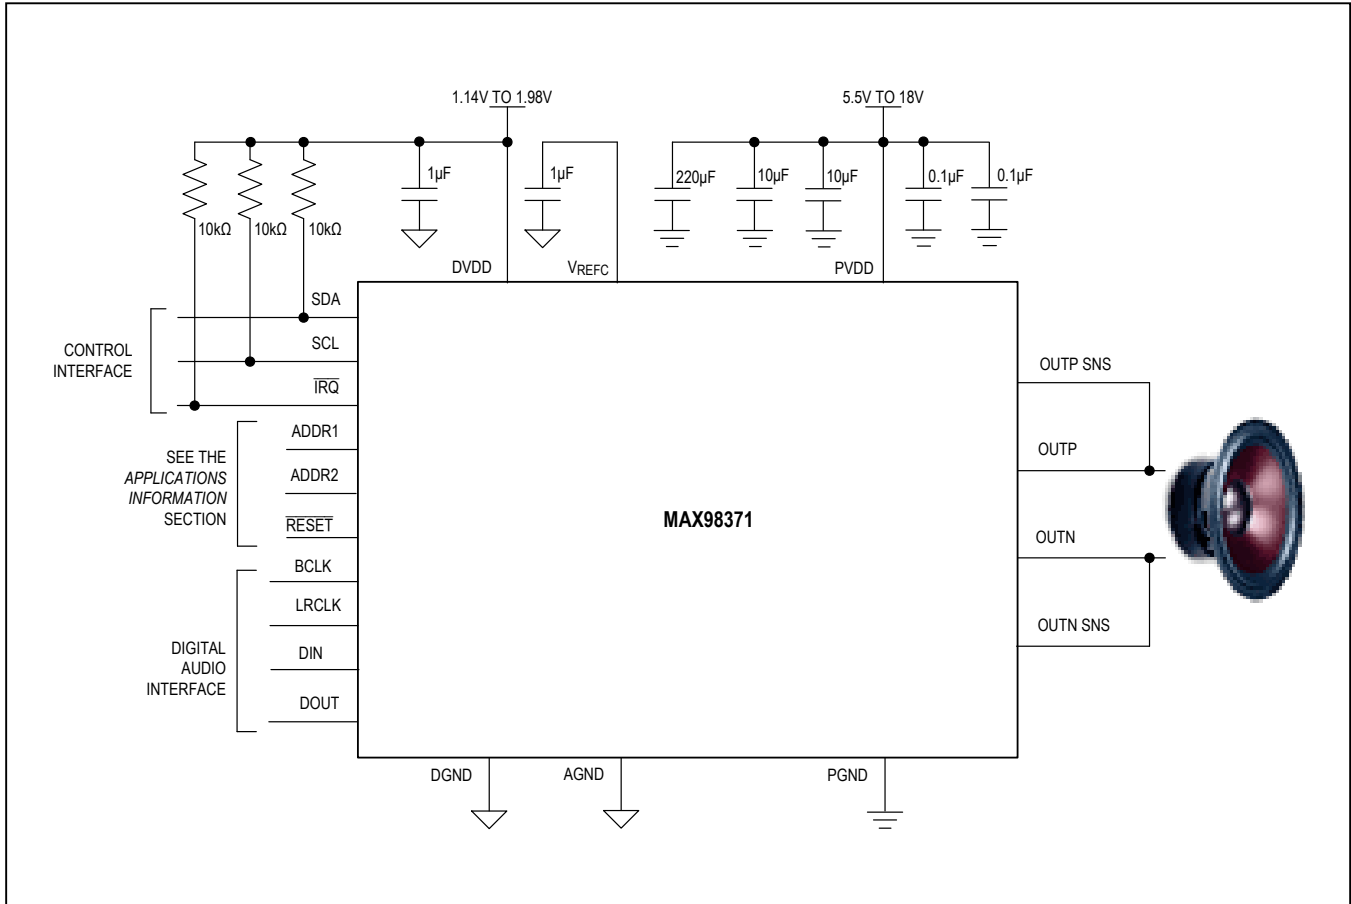 1.14V TO 1.98V
5.5V TO 18V
1µF
1µF
220µF
10µF
10µF
0.1µF
0.1µF
10kΩ
10kΩ
10kΩ
DVDD
VREFC
PVDD
SDA
SCL
IRQ
CONTROL
INTERFACE
ADDR1
ADDR2
RESET
SEE THE
APPLICATIONS
INFORMATION
SECTION
BCLK
LRCLK
DIN
DOUT
DIGITAL
AUDIO
INTERFACE
MAX98371
OUTP SNS
OUTP
OUTN
OUTN SNS
DGND
AGND
PGND